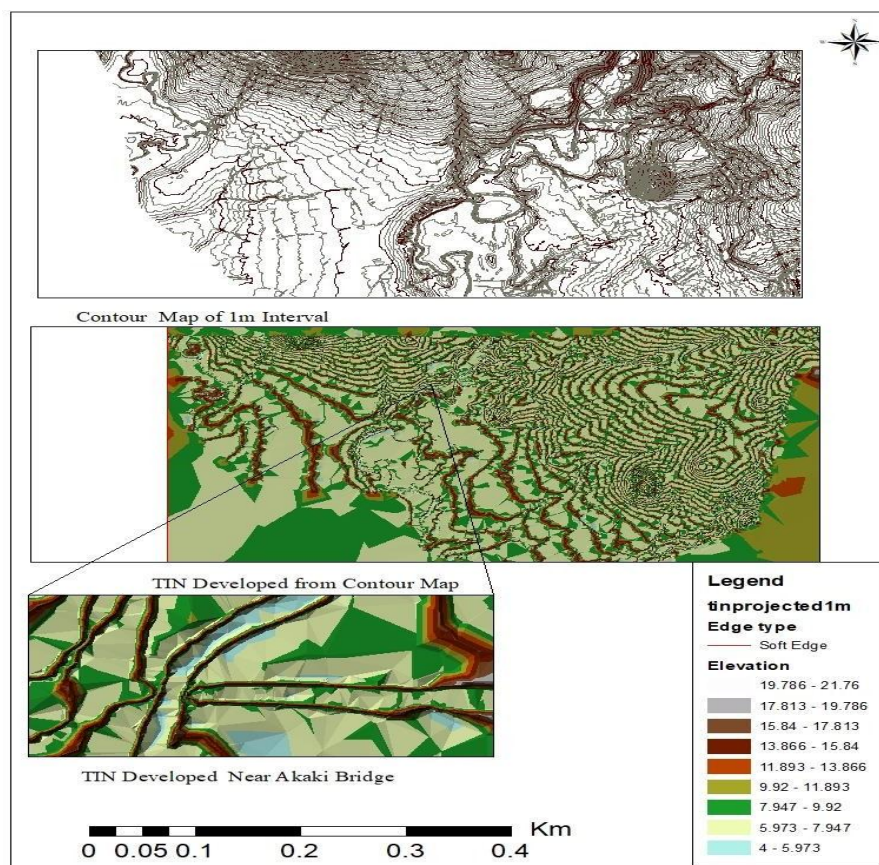 N
W
S
Contour Map of 1m Interval
TIN Developed from Contour Map
TIN Developed Near Akaki Bridge
Legend
tinprojected1m
Edge type
Soft Edge
Elevation
19.786 - 21.76
17.813 - 19.786
15.84 - 17.813
13.866 - 15.84
11.893 - 13.866
9.92 - 11.893
7.947 - 9.92
5.973 - 7.947
4 - 5.973
Km
0 0.05 0.1 0.2 0.3 0.4